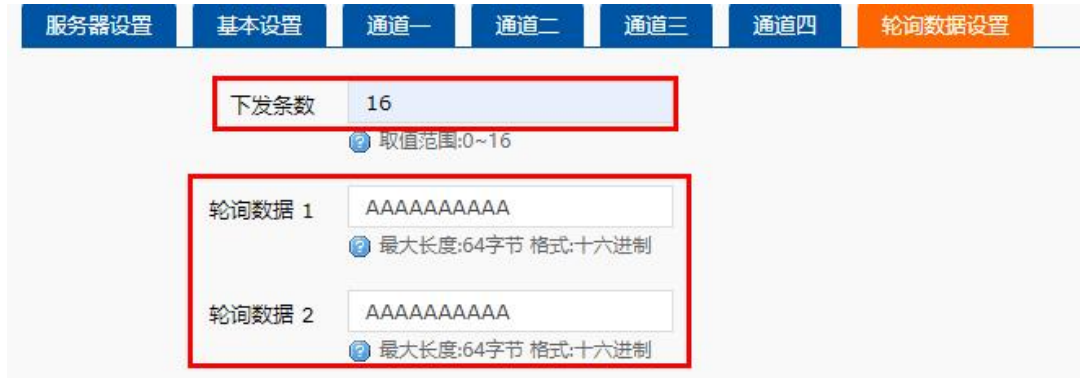 服务器设置 基本设置 通道一 通道二 通道三 通道四 轮询数据设置
下发条数 16
取值范围:0~16
轮询数据 1 AAAAAAAAAA
最大长度:64字节 格式:十六进制
轮询数据 2 AAAAAAAAAA
最大长度:64字节 格式:十六进制